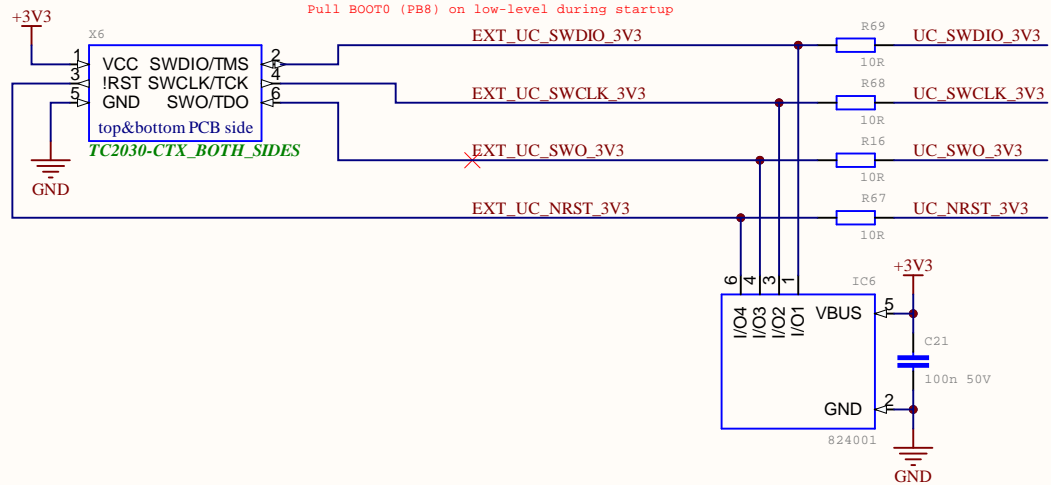 Pull BOOT0 (PB8) on low-level during startup
+3V3
X6
1 VCC SWDIO/TMS 2
3 !RST SWCLK/TCK 4
5 GND SWO/TDO 6
top&bottom PCB side
TC2030-CTX_BOTH_SIDES
GND
EXT_UC_SWDIO_3V3
R69
10R
UC_SWDIO_3V3
EXT_UC_SWCLK_3V3
R68
10R
UC_SWCLK_3V3
EXT_UC_SWO_3V3
R16
10R
UC_SWO_3V3
EXT_UC_NRST_3V3
R67
10R
UC_NRST_3V3
+3V3
IC6
6 4 3 1
I/O4 I/O3 I/O2 I/O1
VBUS 5
GND 2
824001
C21
100n 50V
GND